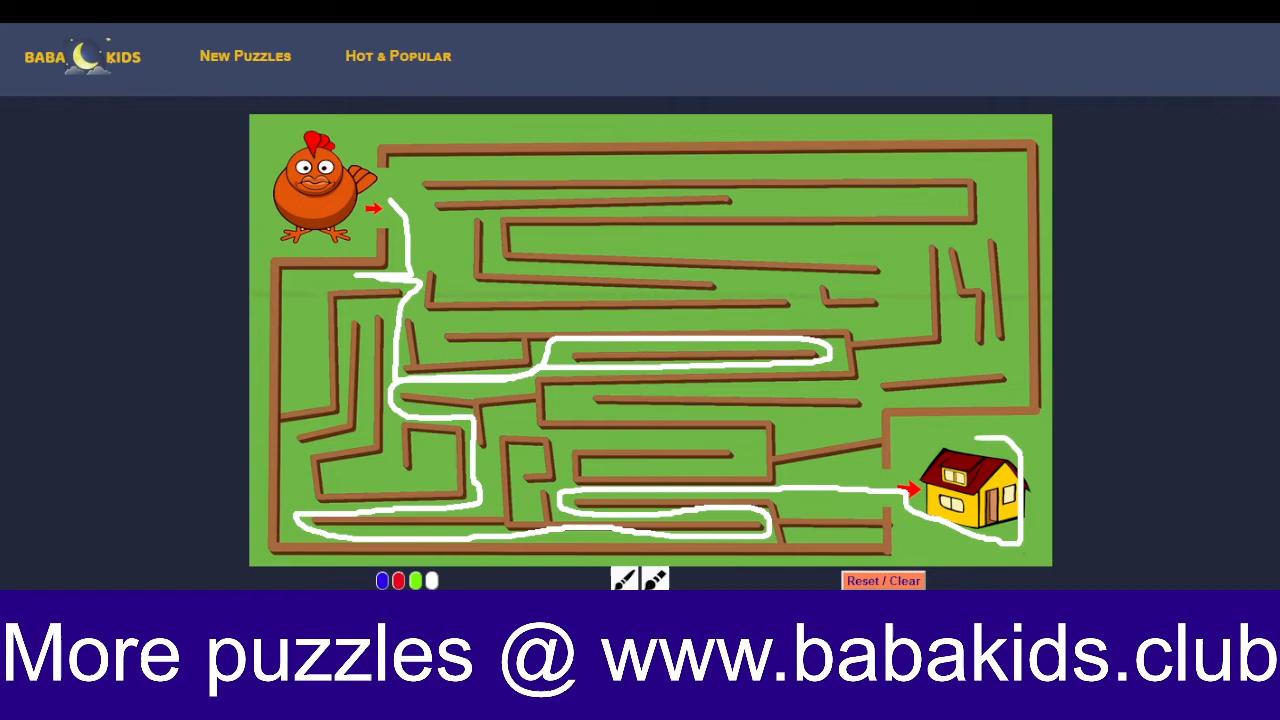 BABA KIDS
New Puzzles
Hot & Popular
Reset / Clear
More puzzles @ www.babakids.club